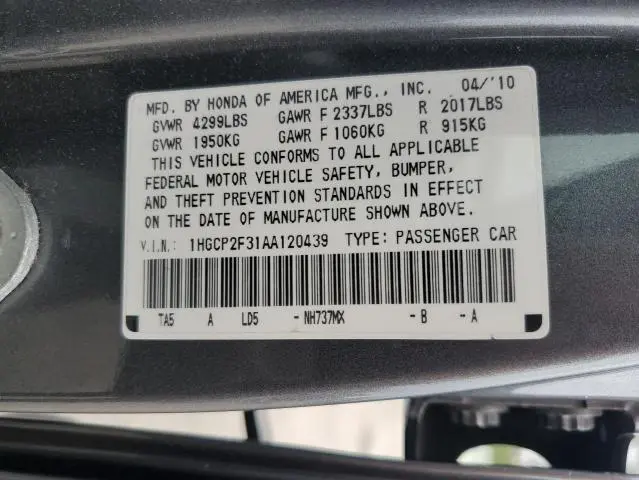 MFD. BY HONDA OF AMERICA MFG., INC. 04/'10
GVWR 4299LBS GAWR F 2337LBS R 2017LBS
GVWR 1950KG GAWR F 1060KG R 915KG
THIS VEHICLE CONFORMS TO ALL APPLICABLE
FEDERAL MOTOR VEHICLE SAFETY, BUMPER,
AND THEFT PREVENTION STANDARDS IN EFFECT
ON THE DATE OF MANUFACTURE SHOWN ABOVE.
V.I.N.: 1HGCP2F31AA120439 TYPE: PASSENGER CAR
TA5 A LD5 - NH737MX - B - A